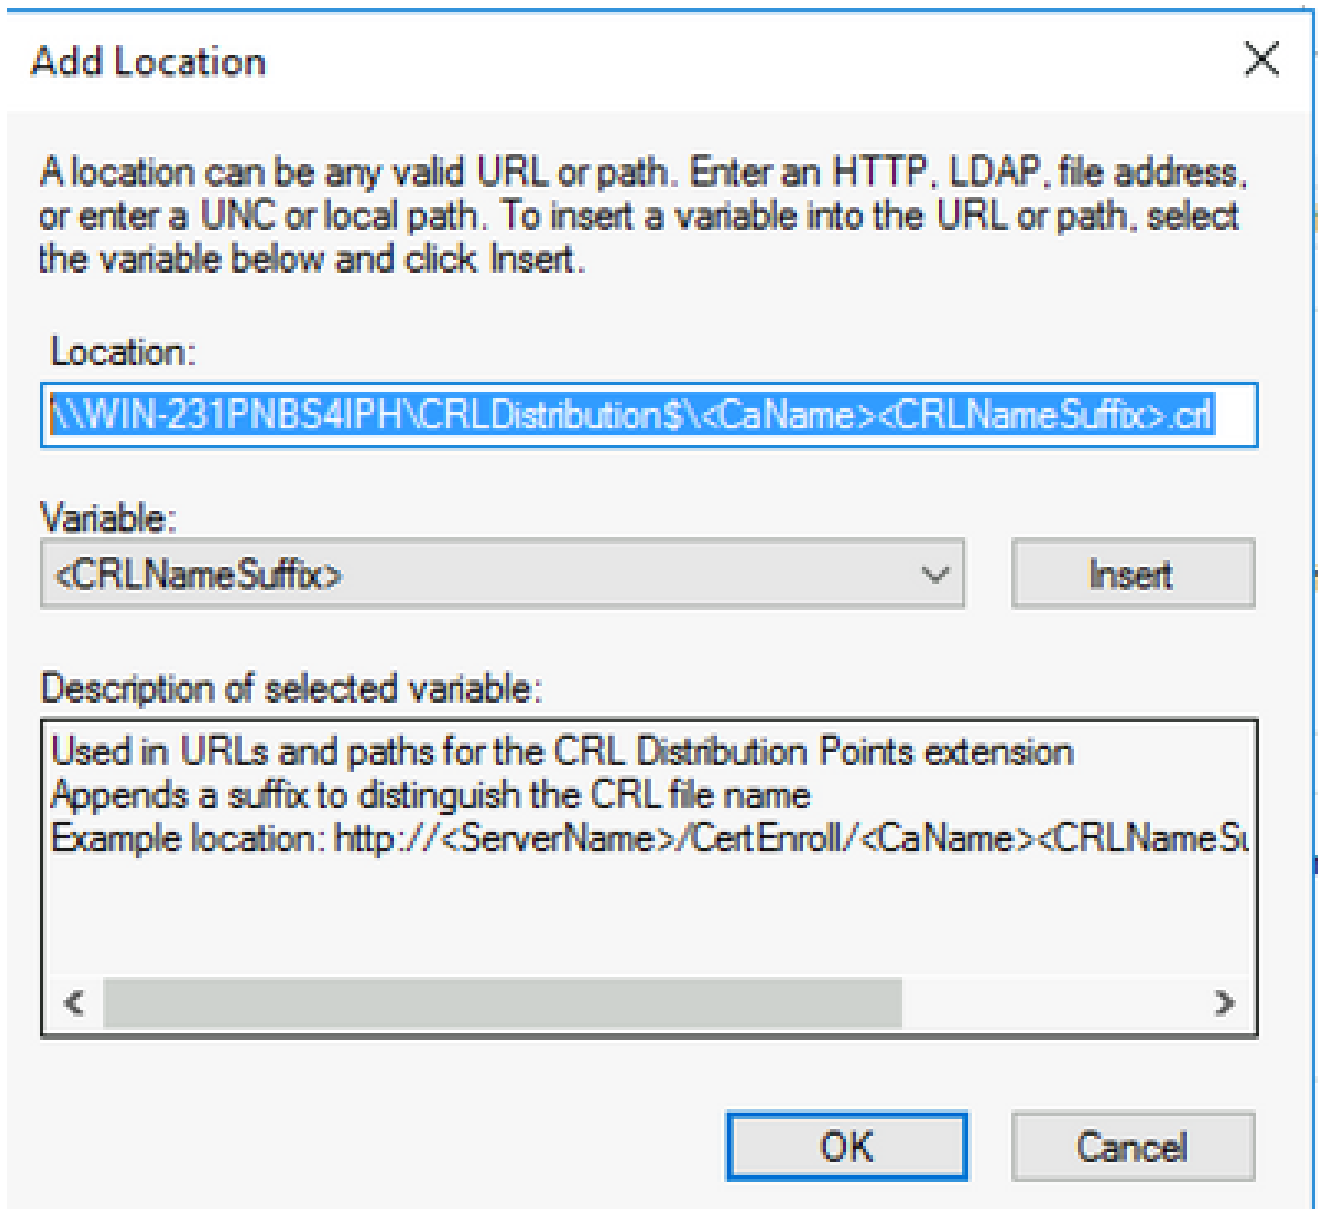 Add Location
A location can be any valid URL or path. Enter an HTTP, LDAP, file address,
or enter a UNC or local path. To insert a variable into the URL or path, select
the variable below and click Insert.
Location:
\\WIN-231PNBS4IPH\CRLDistribution$\<CaName><CRLNameSuffix>.crl
Variable:
<CRLNameSuffix>
Insert
Description of selected variable:
Used in URLs and paths for the CRL Distribution Points extension
Appends a suffix to distinguish the CRL file name
Example location: http://<ServerName>/CertEnroll/<CaName><CRLNameSu
OK
Cancel